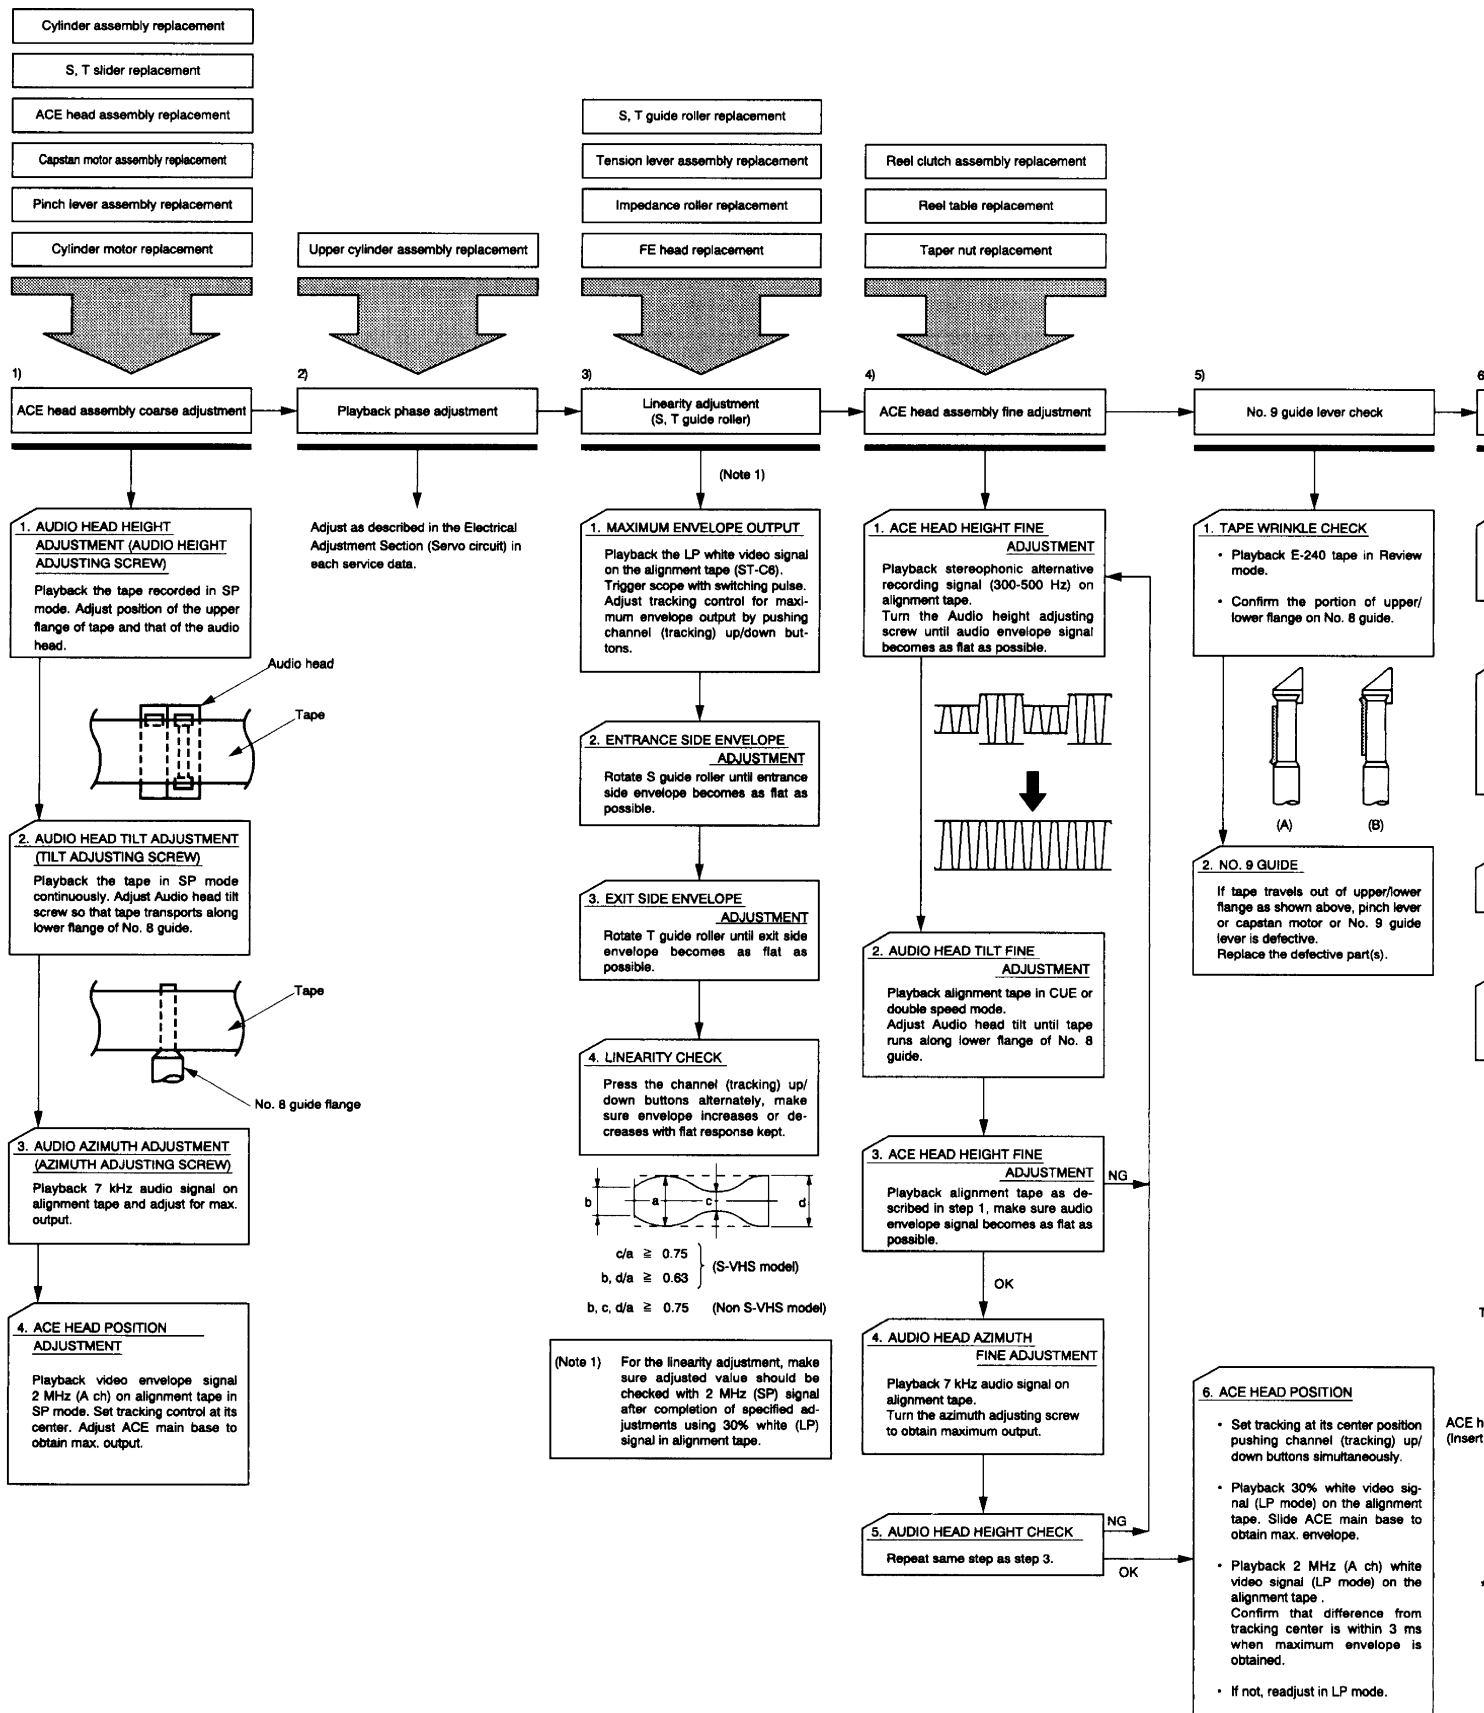 Cylinder assembly replacement
S, T slider replacement
ACE head assembly replacement
Capstan motor assembly replacement
Pinch lever assembly replacement
Cylinder motor replacement
Upper cylinder assembly replacement
S, T guide roller replacement
Tension lever assembly replacement
Impedance roller replacement
FE head replacement
Reel clutch assembly replacement
Reel table replacement
Taper nut replacement
1)
ACE head assembly coarse adjustment
2)
Playback phase adjustment
3)
Linearity adjustment
(S, T guide roller)
4)
ACE head assembly fine adjustment
5)
No. 9 guide lever check
6
1. AUDIO HEAD HEIGHT
ADJUSTMENT (AUDIO HEIGHT
ADJUSTING SCREW)
Playback the tape recorded in SP
mode. Adjust position of the upper
flange of tape and that of the audio
head.
Audio head
Tape
2. AUDIO HEAD TILT ADJUSTMENT
(TILT ADJUSTING SCREW)
Playback the tape in SP mode
continuously. Adjust Audio head tilt
screw so that tape transports along
lower flange of No. 8 guide.
Tape
No. 8 guide flange
3. AUDIO AZIMUTH ADJUSTMENT
(AZIMUTH ADJUSTING SCREW)
Playback 7 kHz audio signal on
alignment tape and adjust for max.
output.
4. ACE HEAD POSITION
ADJUSTMENT
Playback video envelope signal
2 MHz (A ch) on alignment tape in
SP mode. Set tracking control at its
center. Adjust ACE main base to
obtain max. output.
Adjust as described in the Electrical
Adjustment Section (Servo circuit) in
each service data.
(Note 1)
1. MAXIMUM ENVELOPE OUTPUT
Playback the LP white video signal
on the alignment tape (ST-C6).
Trigger scope with switching pulse.
Adjust tracking control for maxi-
mum envelope output by pushing
channel (tracking) up/down but-
tons.
2. ENTRANCE SIDE ENVELOPE
ADJUSTMENT
Rotate S guide roller until entrance
side envelope becomes as flat as
possible.
3. EXIT SIDE ENVELOPE
ADJUSTMENT
Rotate T guide roller until exit side
envelope becomes as flat as
possible.
4. LINEARITY CHECK
Press the channel (tracking) up/
down buttons alternately, make
sure envelope increases or de-
creases with flat response kept.
b a c d
c/a ≧ 0.75
b, d/a ≧ 0.63
(S-VHS model)
b, c, d/a ≧ 0.75 (Non S-VHS model)
(Note 1) For the linearity adjustment, make
sure adjusted value should be
checked with 2 MHz (SP) signal
after completion of specified ad-
justments using 30% white (LP)
signal in alignment tape.
1. ACE HEAD HEIGHT FINE
ADJUSTMENT
Playback stereophonic alternative
recording signal (300-500 Hz) on
alignment tape.
Turn the Audio height adjusting
screw until audio envelope signal
becomes as flat as possible.
2. AUDIO HEAD TILT FINE
ADJUSTMENT
Playback alignment tape in CUE or
double speed mode.
Adjust Audio head tilt until tape
runs along lower flange of No. 8
guide.
3. ACE HEAD HEIGHT FINE
ADJUSTMENT
Playback alignment tape as de-
scribed in step 1, make sure audio
envelope signal becomes as flat as
possible.
NG
OK
4. AUDIO HEAD AZIMUTH
FINE ADJUSTMENT
Playback 7 kHz audio signal on
alignment tape.
Turn the azimuth adjusting screw
to obtain maximum output.
5. AUDIO HEAD HEIGHT CHECK
Repeat same step as step 3.
NG
OK
1. TAPE WRINKLE CHECK
• Playback E-240 tape in Review
mode.
• Confirm the portion of upper/
lower flange on No. 8 guide.
(A) (B)
2. NO. 9 GUIDE
If tape travels out of upper/lower
flange as shown above, pinch lever
or capstan motor or No. 9 guide
lever is defective.
Replace the defective part(s).
6. ACE HEAD POSITION
• Set tracking at its center position
pushing channel (tracking) up/
down buttons simultaneously.
• Playback 30% white video sig-
nal (LP mode) on the alignment
tape. Slide ACE main base to
obtain max. envelope.
• Playback 2 MHz (A ch) white
video signal (LP mode) on the
alignment tape .
Confirm that difference from
tracking center is within 3 ms
when maximum envelope is
obtained.
• If not, readjust in LP mode.
ACE h
(Insert